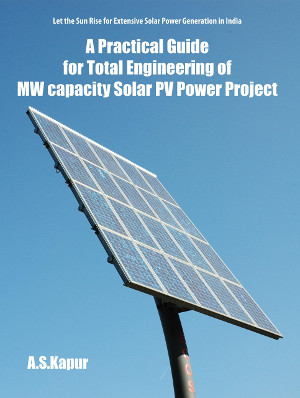 Let the Sun Rise for Extensive Solar Power Generation in India
A Practical Guide
for Total Engineering of
MW capacity Solar PV Power Project
A.S.Kapur